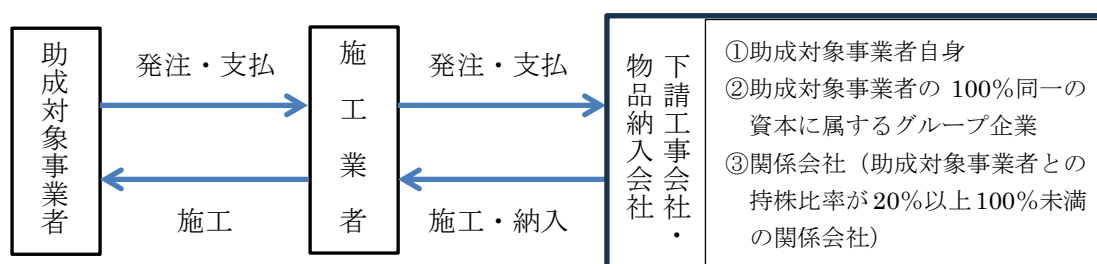 助成対象事業者
発注・支払
施工
施工業者
発注・支払
施工・納入
下請工事会社・
物品納入会社
①助成対象事業者自身
②助成対象事業者の 100％同一の
資本に属するグループ企業
③関係会社（助成対象事業者との
持株比率が 20％以上 100％未満
の関係会社）